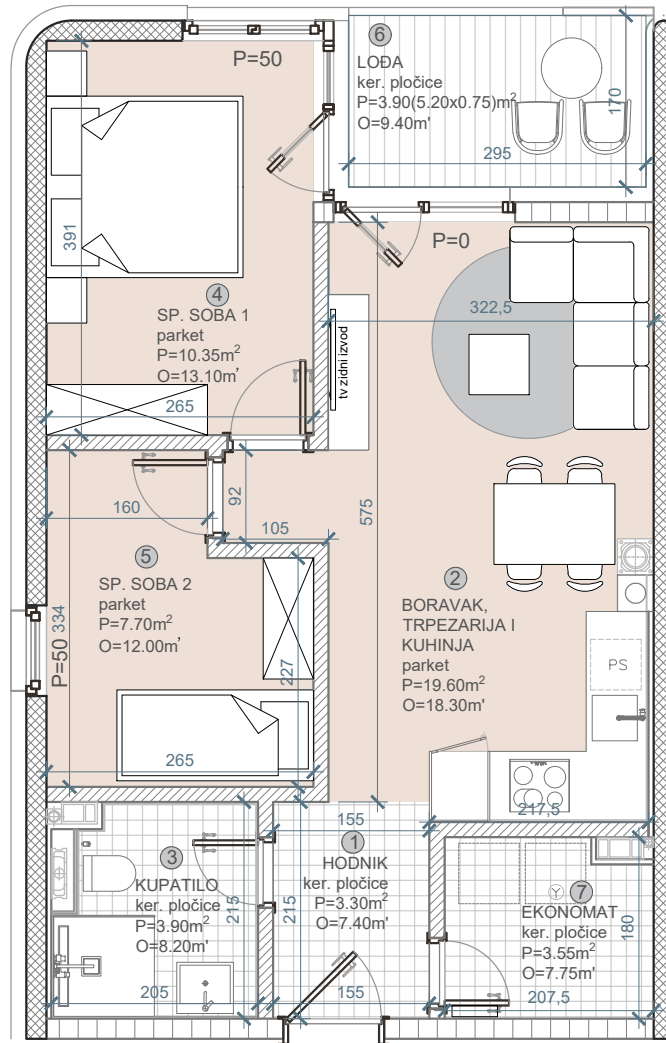 P=50
6
LOĐA
ker. pločice
P=3.90(5.20x0.75)m²
O=9.40m'
170
295
391
P=0
4
SP. SOBA 1
parket
P=10.35m²
O=13.10m'
322,5
tv zidni izvod
265
160
92
105
575
5
SP. SOBA 2
parket
P=7.70m²
O=12.00m'
334
P=50
227
265
2
BORAVAK,
TRPEZARIJA I
KUHINJA
parket
P=19.60m²
O=18.30m'
PS
217,5
155
1
HODNIK
ker. pločice
P=3.30m²
O=7.40m'
215
155
3
KUPATILO
ker. pločice
P=3.90m²
O=8.20m'
215
205
7
EKONOMAT
ker. pločice
P=3.55m²
O=7.75m'
180
207,5